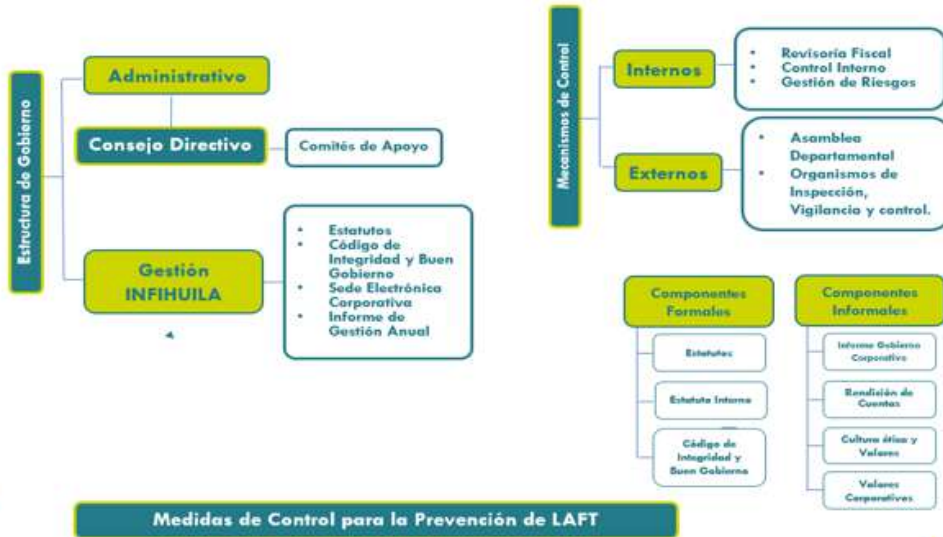 Estructura de Gobierno
Administrativo
Consejo Directivo
Comités de Apoyo
Gestión
INFIHUILA
• Estatutos
• Código de
Integridad y Buen
Gobierno
• Sede Electrónica
Corporativa
• Informe de
Gestión Anual
Mecanismos de Control
Internos
• Revisoría Fiscal
• Control Interno
• Gestión de Riesgos
Externos
• Asamblea
Departamental
• Organismos de
Inspección,
Vigilancia y control.
Componentes
Formales
Estatutos
Estatuto Interno
Código de
Integridad y
Buen Gobierno
Componentes
Informales
Informe Gobierno
Corporativo
Rendición de
Cuentas
Cultura ética y
Valores
Valores
Corporativos
Medidas de Control para la Prevención de LAFT